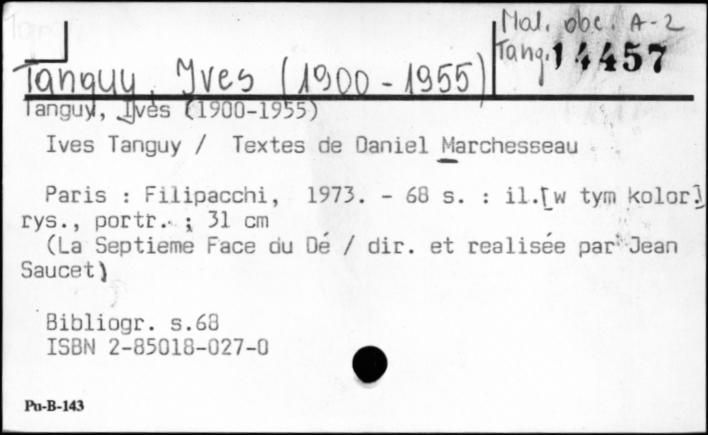 Mal. obc. A-2
Tang. 14457
Tanguy, Yves (1900-1955)
Tanguy, Ives (1900-1955)
Ives Tanguy / Textes de Daniel Marchesseau
Paris : Filipacchi, 1973. - 68 s. : il.[w tym kolor]
rys., portr. ; 31 cm
(La Septieme Face du Dé / dir. et realisée par Jean
Saucet)
Bibliogr. s.68
ISBN 2-85018-027-0
Pu-B-143